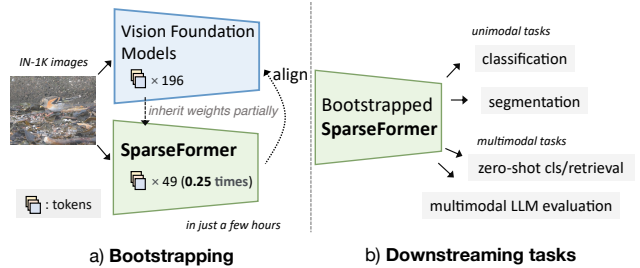 IN-1K images
Vision Foundation
Models
× 196
align
inherit weights partially
SparseFormer
× 49 (0.25 times)
: tokens
in just a few hours
a) Bootstrapping
unimodal tasks
classification
segmentation
Bootstrapped
SparseFormer
multimodal tasks
zero-shot cls/retrieval
multimodal LLM evaluation
b) Downstreaming tasks